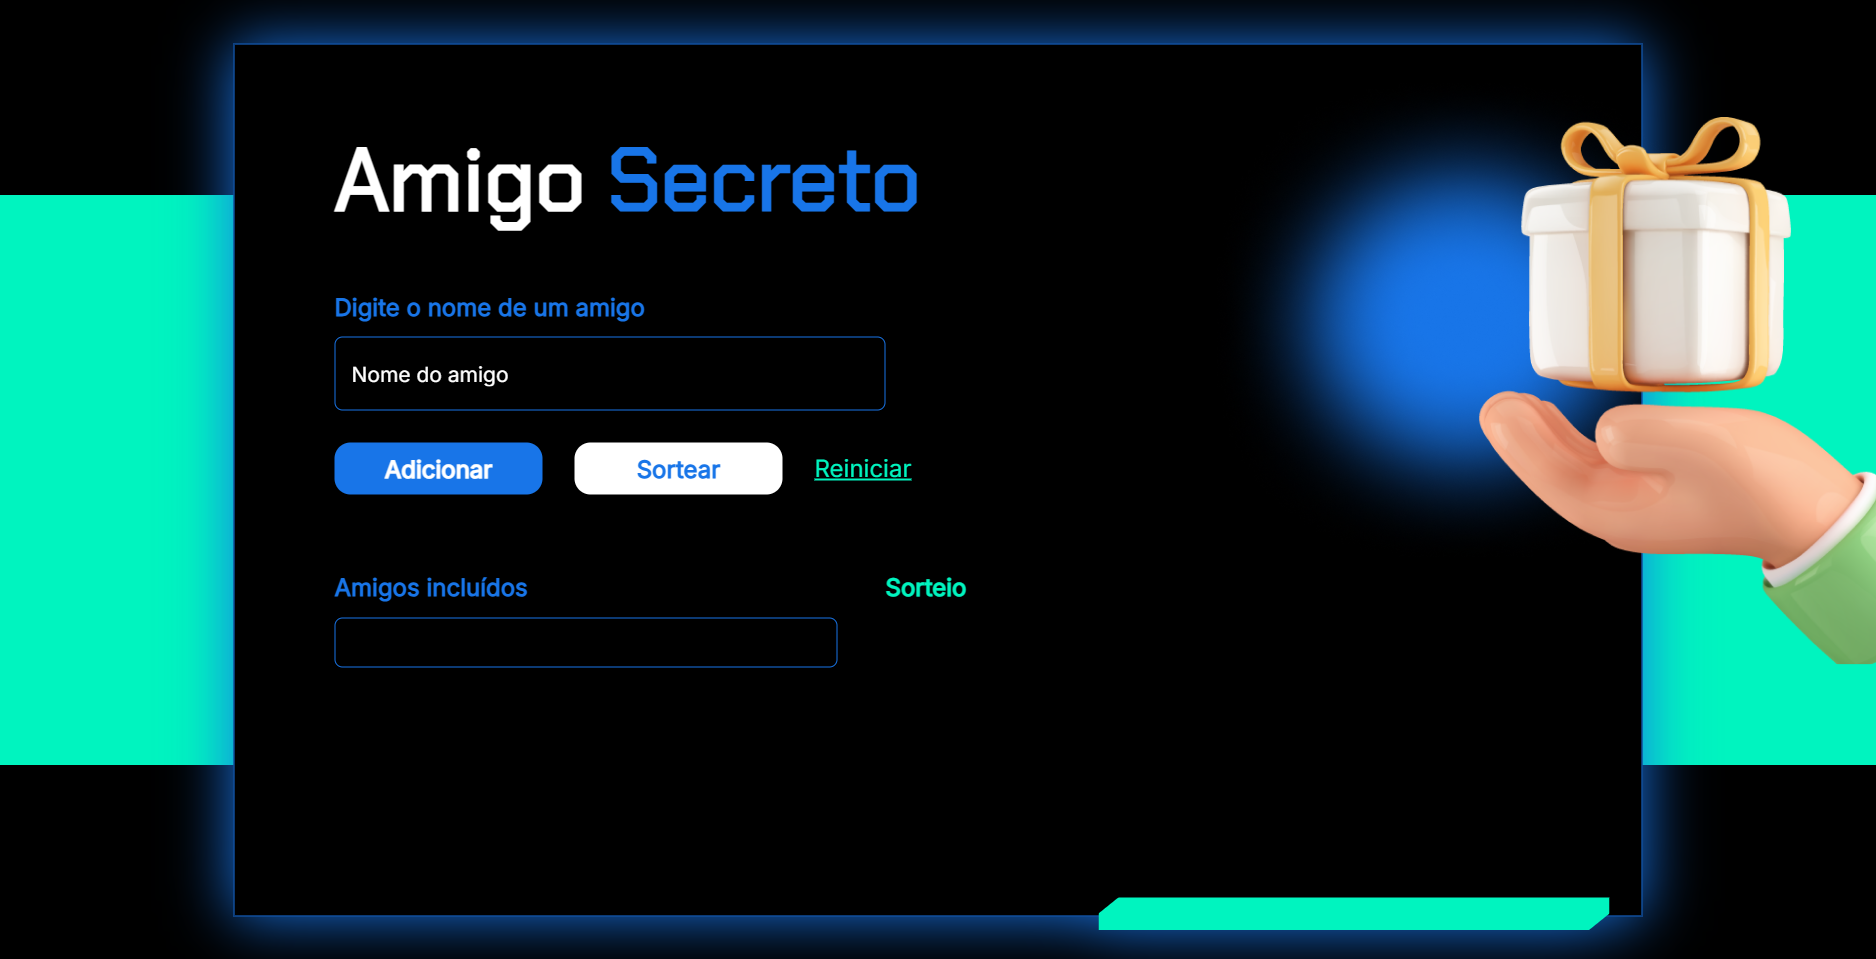 Amigo Secreto
Digite o nome de um amigo
Nome do amigo
Adicionar
Sortear
Reiniciar
Amigos incluídos
Sorteio